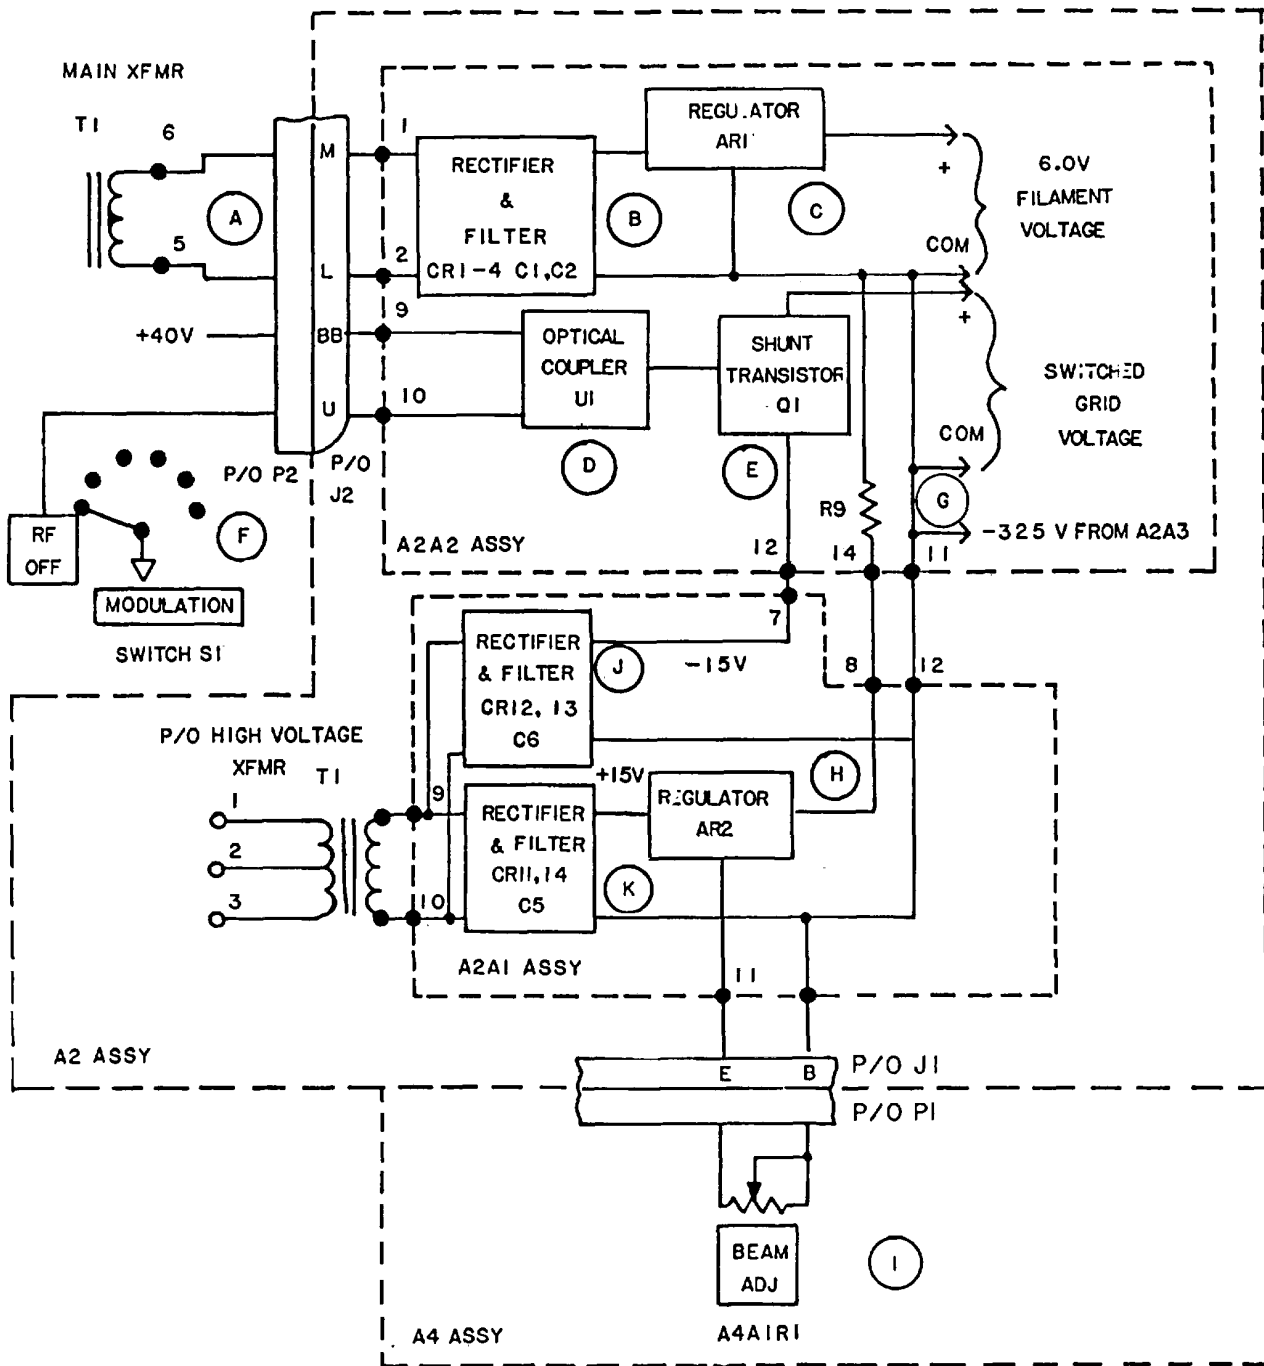 MAIN XFMR
T1
6
5
A
+40V
M
L
BB
U
P/O P2
P/O
J2
RF
OFF
F
MODULATION
SWITCH S1
1
2
9
10
RECTIFIER
&
FILTER
CR1-4 C1,C2
B
REGU.ATOR
AR1
C
+
COM
6.0V
FILAMENT
VOLTAGE
OPTICAL
COUPLER
U1
D
SHUNT
TRANSISTOR
Q1
E
+
COM
SWITCHED
GRID
VOLTAGE
G
R9
-325 V FROM A2A3
A2A2 ASSY
12
14
11
7
8
12
RECTIFIER
& FILTER
CR12, 13
C6
J
-15V
P/O HIGH VOLTAGE
XFMR
T1
1
2
3
9
10
RECTIFIER
& FILTER
CR11,14
C5
+15V
REGULATOR
AR2
H
K
A2A1 ASSY
11
A2 ASSY
E
B
P/O J1
P/O P1
BEAM
ADJ
I
A4A1R1
A4 ASSY